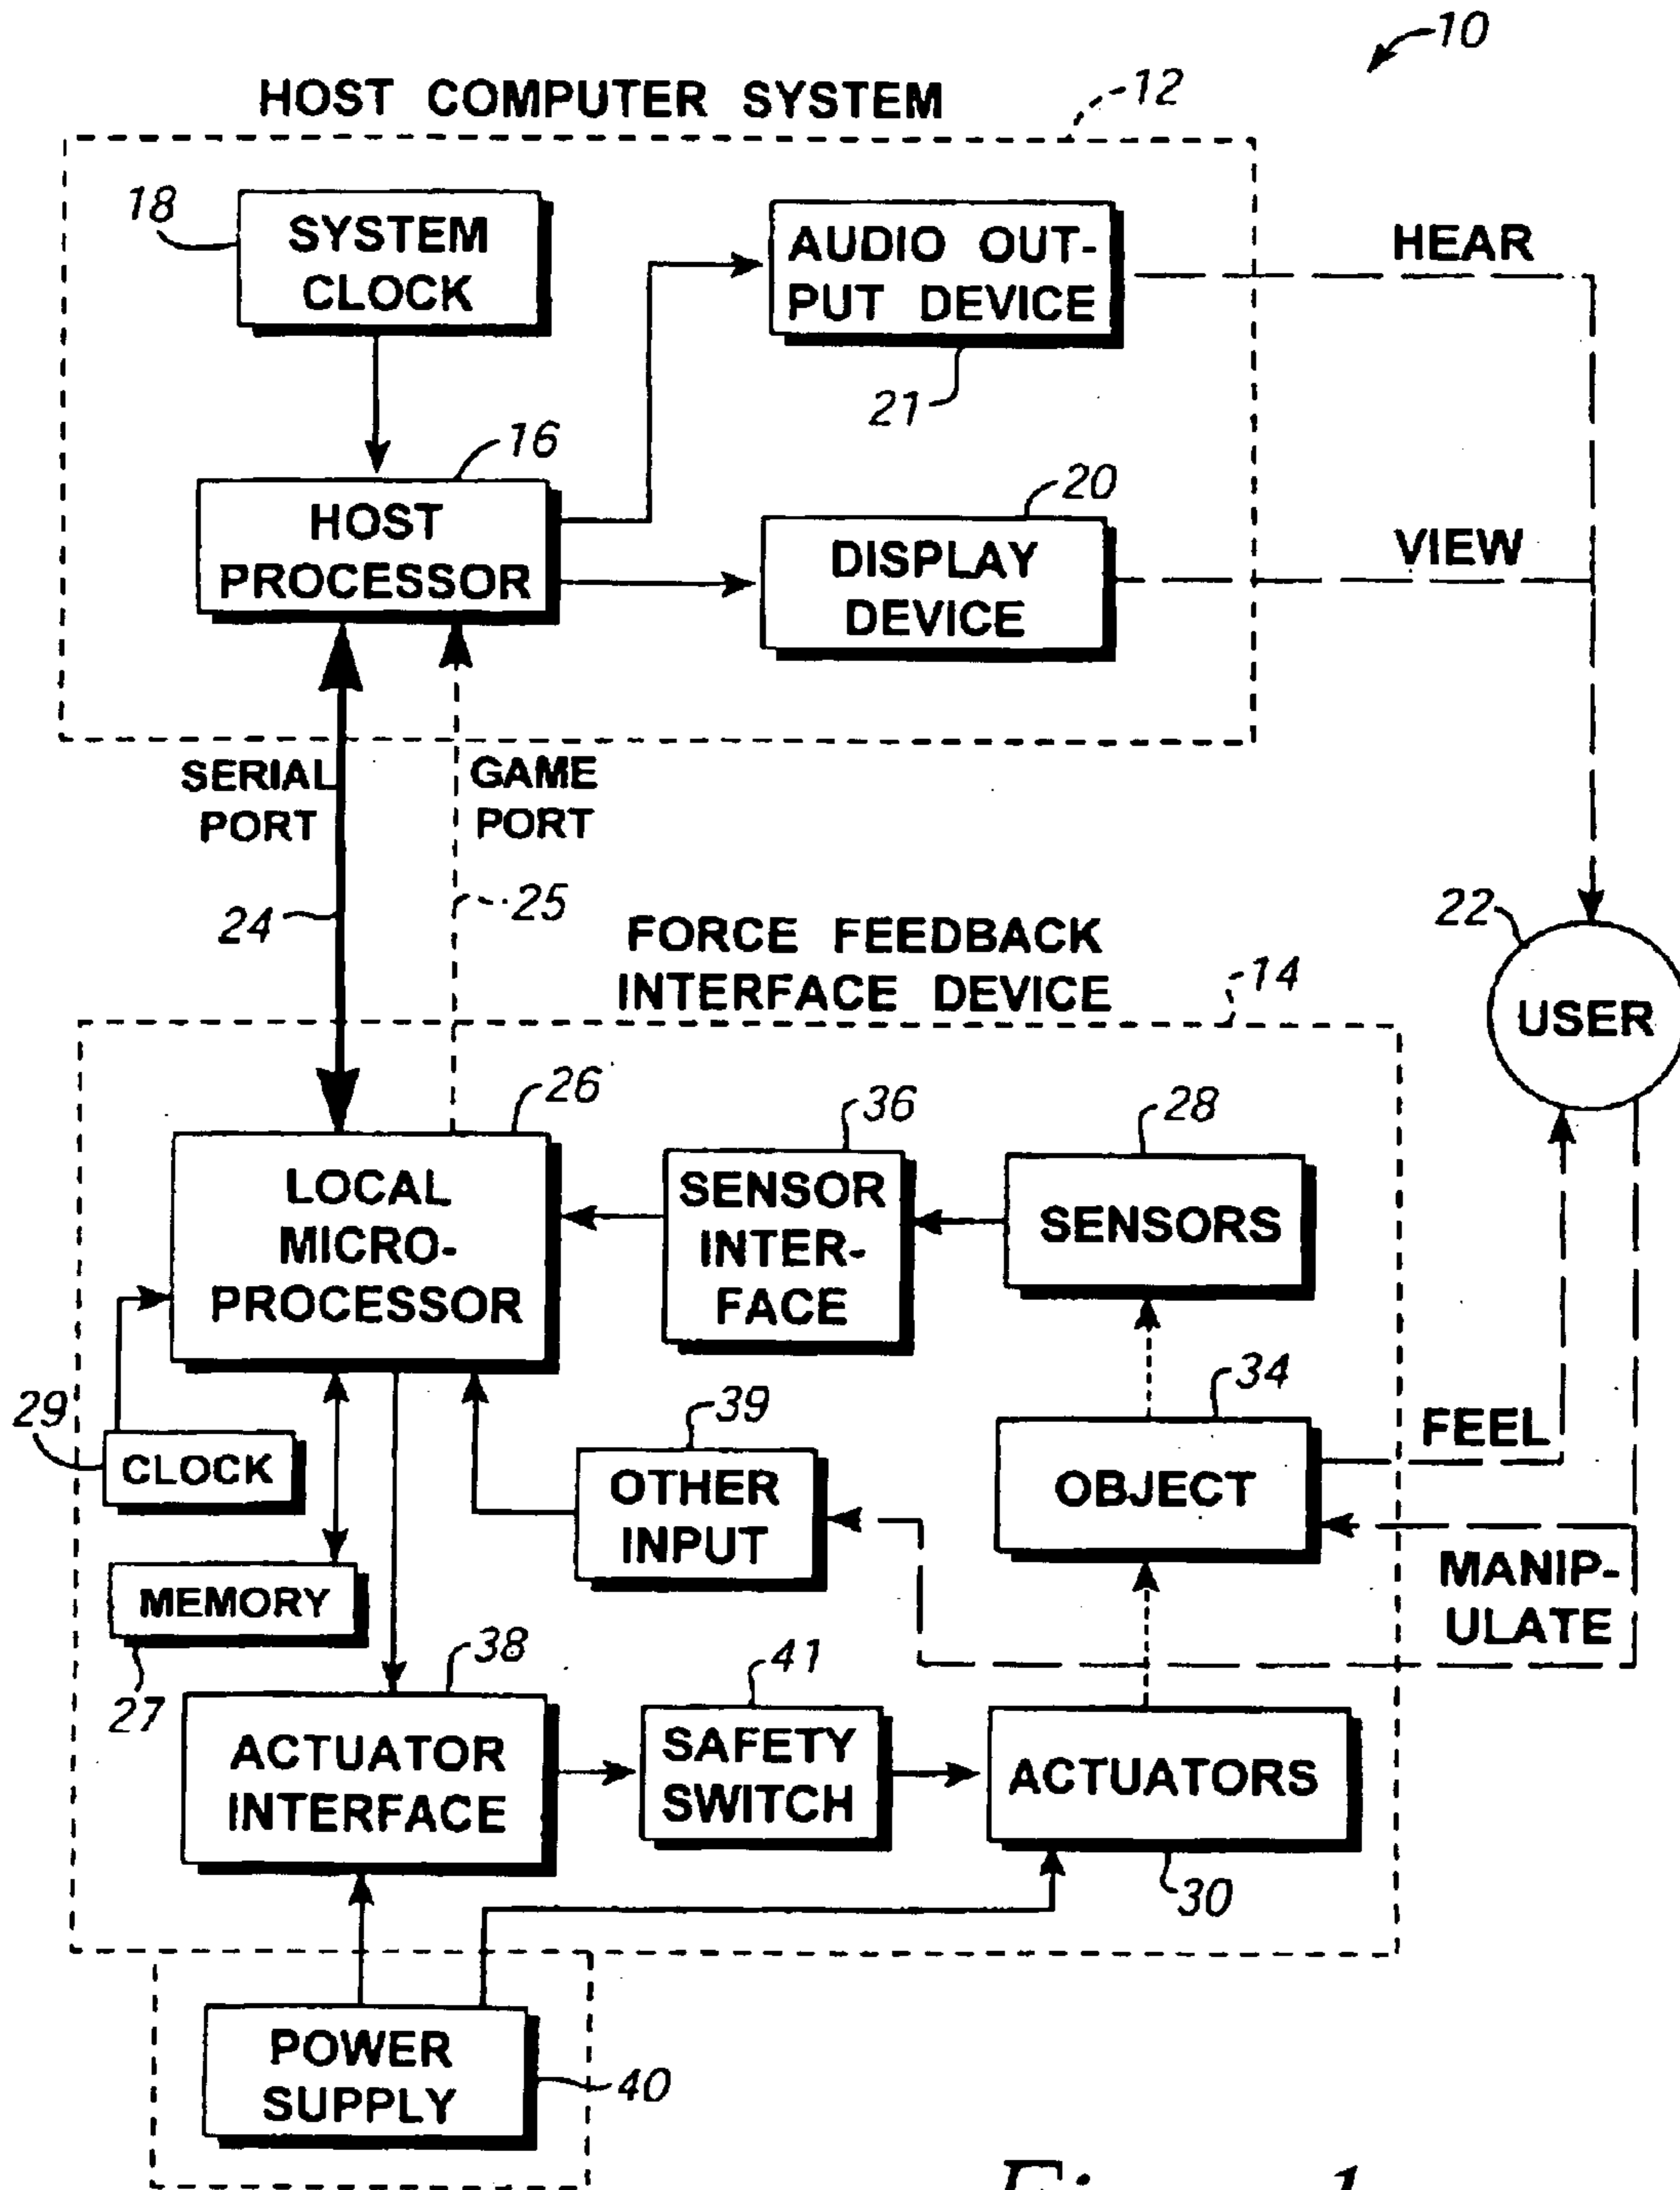 10
HOST COMPUTER SYSTEM
12
18
SYSTEM
CLOCK
AUDIO OUT-
PUT DEVICE
21
HEAR
16
HOST
PROCESSOR
20
DISPLAY
DEVICE
VIEW
SERIAL
PORT
GAME
PORT
24
25
FORCE FEEDBACK
INTERFACE DEVICE
14
22
USER
26
LOCAL
MICRO-
PROCESSOR
36
SENSOR
INTER-
FACE
28
SENSORS
29
CLOCK
39
OTHER
INPUT
34
OBJECT
FEEL
MANIP-
ULATE
MEMORY
27
38
ACTUATOR
INTERFACE
41
SAFETY
SWITCH
ACTUATORS
30
POWER
SUPPLY
40